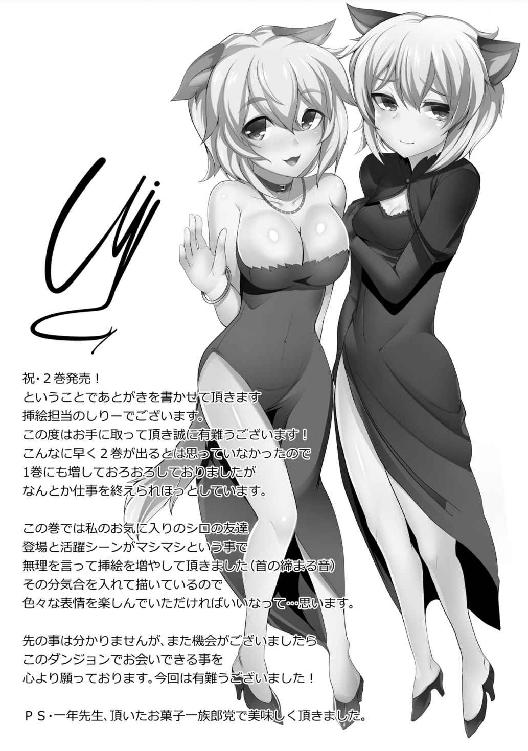 祝・２巻発売！
ということであとがきを書かせて頂きます
挿絵担当のしりーでございます。
この度はお手に取って頂き誠に有難うございます！
こんなに早く２巻が出るとは思っていなかったので
1巻にも増しておろおろしておりましたが
なんとか仕事を終えられほっとしています。
この巻では私のお気に入りのシロの友達
登場と活躍シーンがマシマシという事で
無理を言って挿絵を増やして頂きました（首の締まる音）
その分気合を入れて描いているので
色々な表情を楽しんでいただければいいなって…思います。
先の事は分かりませんが、また機会がございましたら
このダンジョンでお会いできる事を
心より願っております。今回は有難うございました！
ＰＳ・一年先生、頂いたお菓子一族郎党で美味しく頂きました。